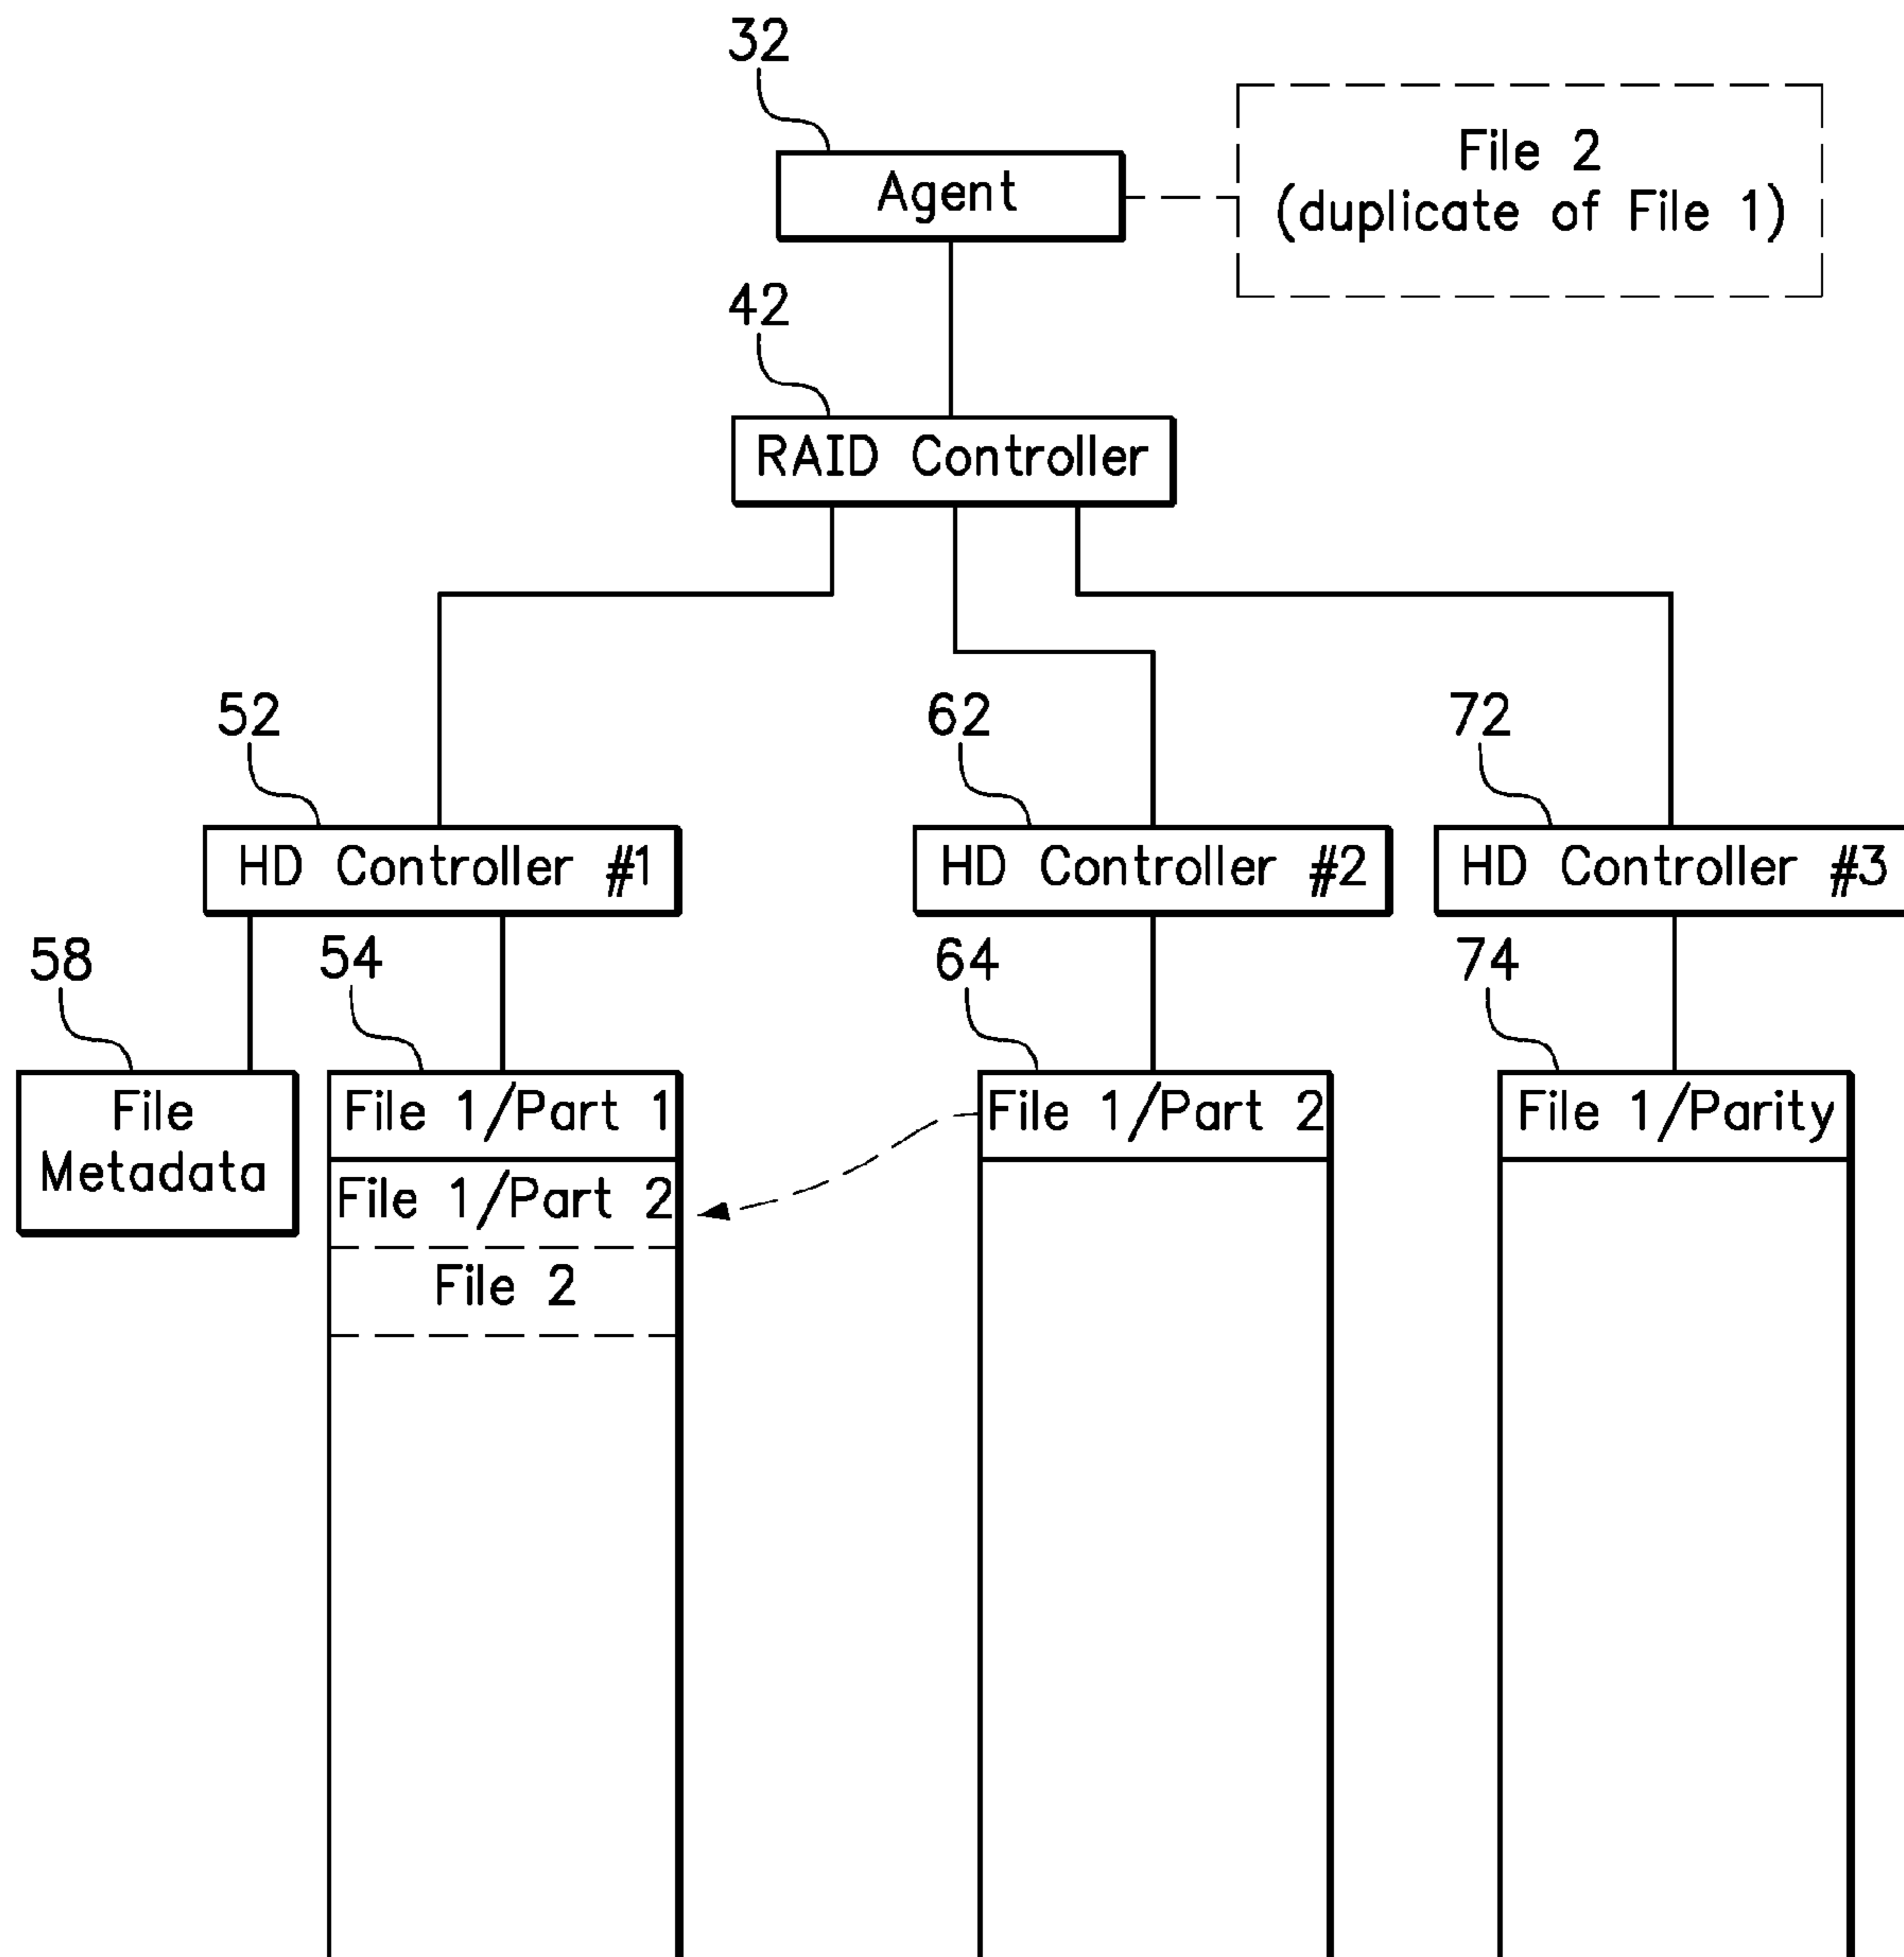 32
Agent
File 2
(duplicate of File 1)
42
RAID Controller
52
62
72
HD Controller #1
HD Controller #2
HD Controller #3
58
54
64
74
File
Metadata
File 1/Part 1
File 1/Part 2
File 2
File 1/Part 2
File 1/Parity